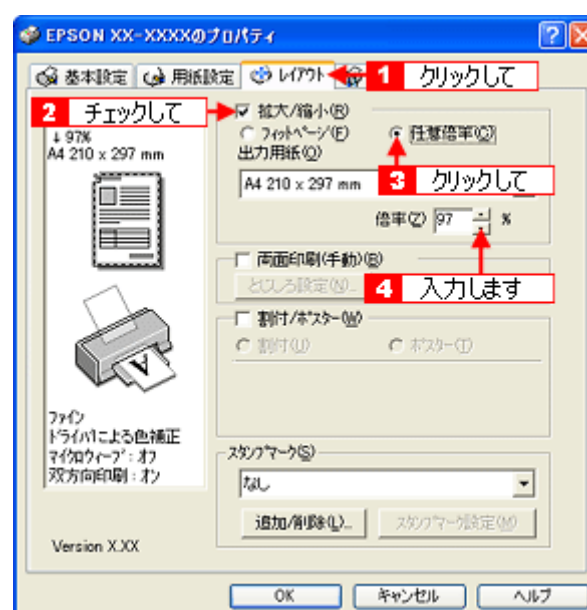 EPSON XX-XXXXのプロパティ
基本設定 用紙設定 レイアウト 1 クリックして
2 チェックして
拡大/縮小(R)
↓ 97%
A4 210 x 297 mm
フィットページ(E) 任意倍率(C)
出力用紙(O)
A4 210 x 297 mm
3 クリックして
倍率(Z) 97 %
両面印刷(手動)(B)
とじしろ設定(N)...
4 入力します
割付/ポスター(W)
割付(U) ポスター(T)
ファイン
ドライバによる色補正
マイクロウィーブ : オフ
双方向印刷 : オン
スタンプマーク(S)
なし
追加/削除(L)... スタンプマーク設定(M)
Version X.XX
OK キャンセル ヘルプ